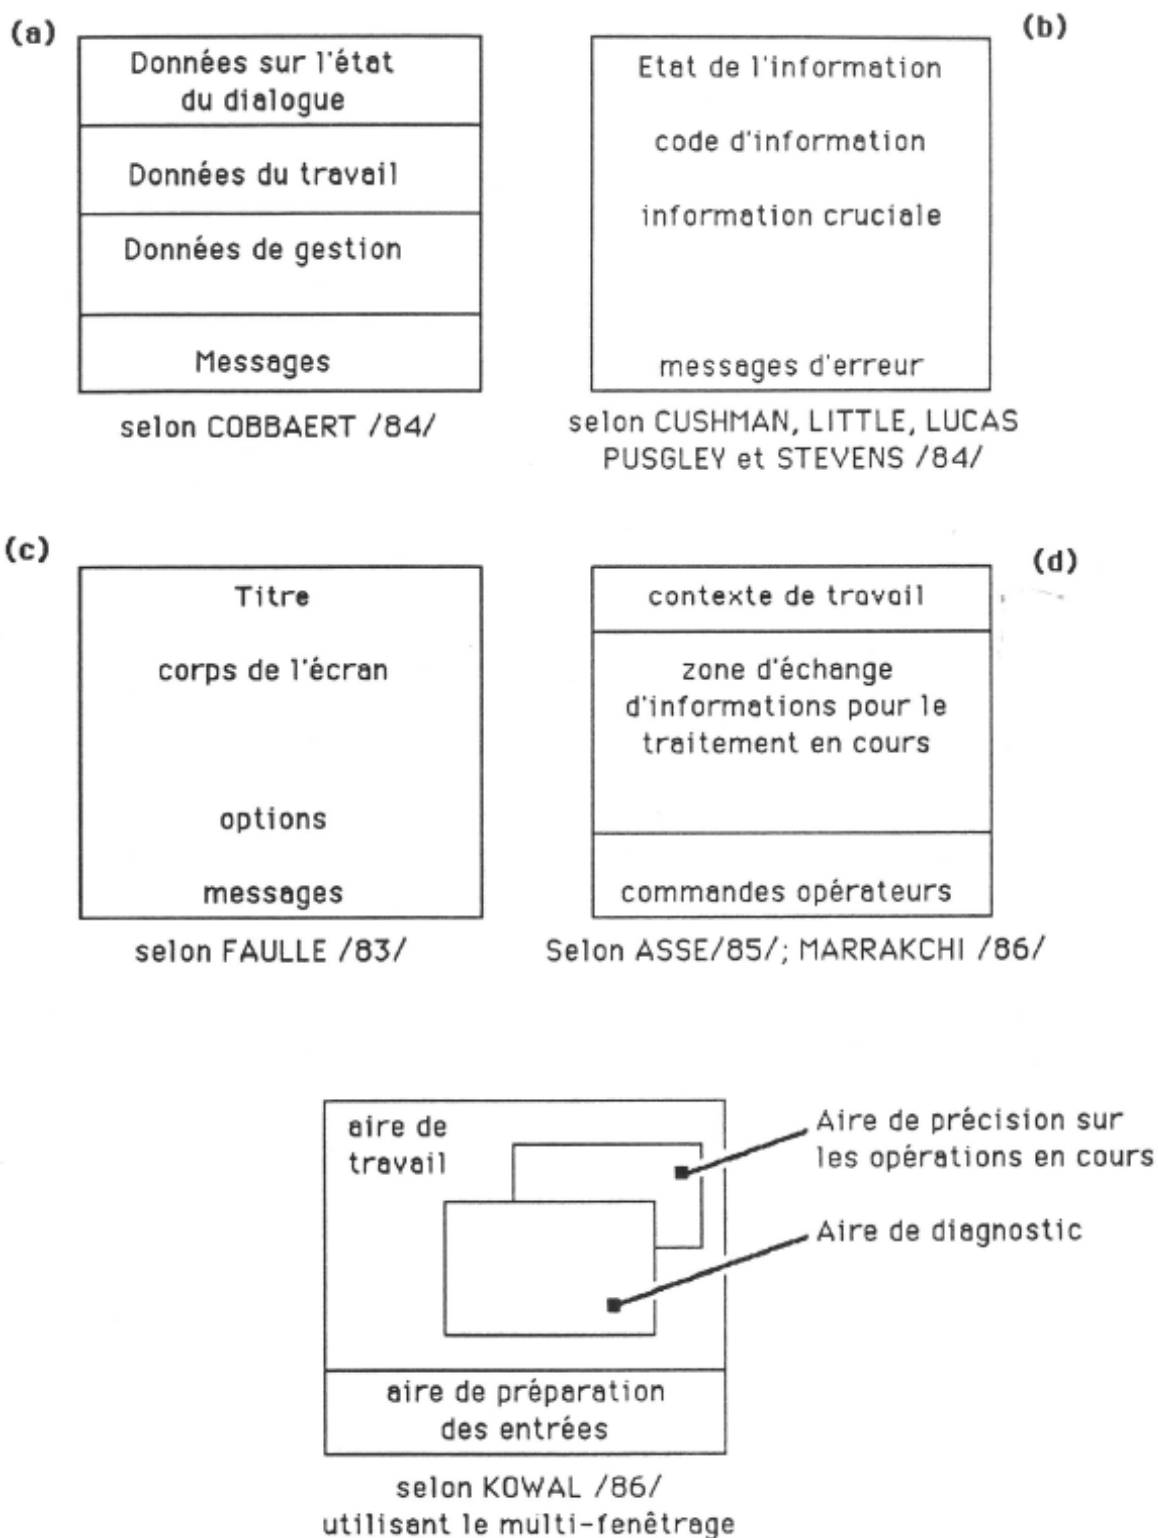 (a)
Données sur l'état
du dialogue
Données du travail
Données de gestion
Messages
selon COBBAERT /84/
(b)
Etat de l'information
code d'information
information cruciale
messages d'erreur
selon CUSHMAN, LITTLE, LUCAS
PUSGLEY et STEVENS /84/
(c)
Titre
corps de l'écran
options
messages
selon FAULLE /83/
(d)
contexte de travail
zone d'échange
d'informations pour le
traitement en cours
commandes opérateurs
Selon ASSE/85/; MARRAKCHI /86/
aire de
travail
Aire de précision sur
les opérations en cours
Aire de diagnostic
aire de préparation
des entrées
selon KOWAL /86/
utilisant le multi-fenêtrage